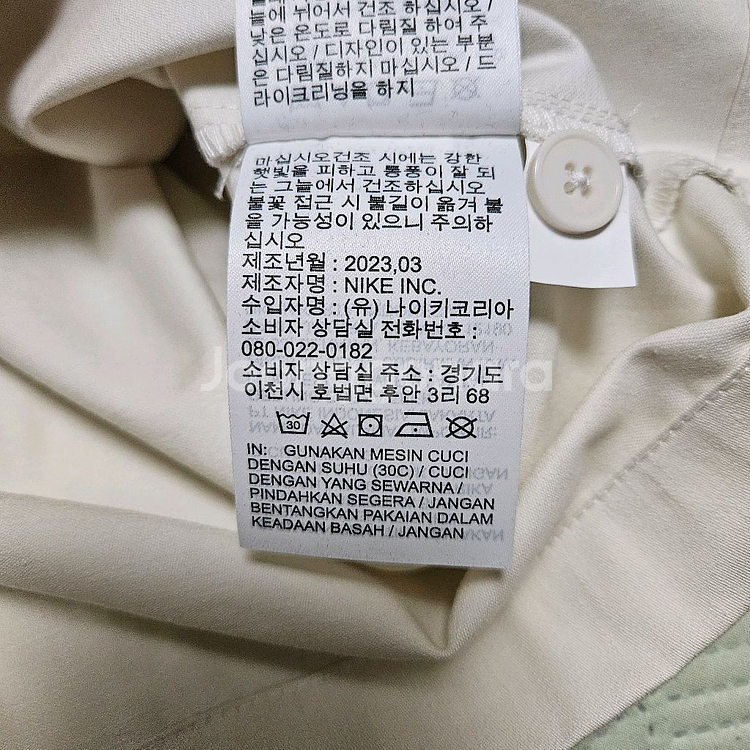 늘에 뉘어서 건조 하십시오 /
낮은 온도로 다림질 하여 주
십시오 / 디자인이 있는 부분
은 다림질하지 마십시오 / 드
라이크리닝을 하지
마십시오건조 시에는 강한
햇빛을 피하고 통풍이 잘 되
는 그늘에서 건조하십시오
불꽃 접근 시 불길이 옮겨 붙
을 가능성이 있으니 주의하
십시오
제조년월 : 2023,03
제조자명 : NIKE INC.
수입자명 : (유) 나이키코리아
소비자 상담실 전화번호 :
080-022-0182
소비자 상담실 주소 : 경기도
이천시 호법면 후안 3리 68
30
IN: GUNAKAN MESIN CUCI
DENGAN SUHU (30C) / CUCI
DENGAN YANG SEWARNA /
PINDAHKAN SEGERA / JANGAN
BENTANGKAN PAKAIAN DALAM
KEADAAN BASAH / JANGAN